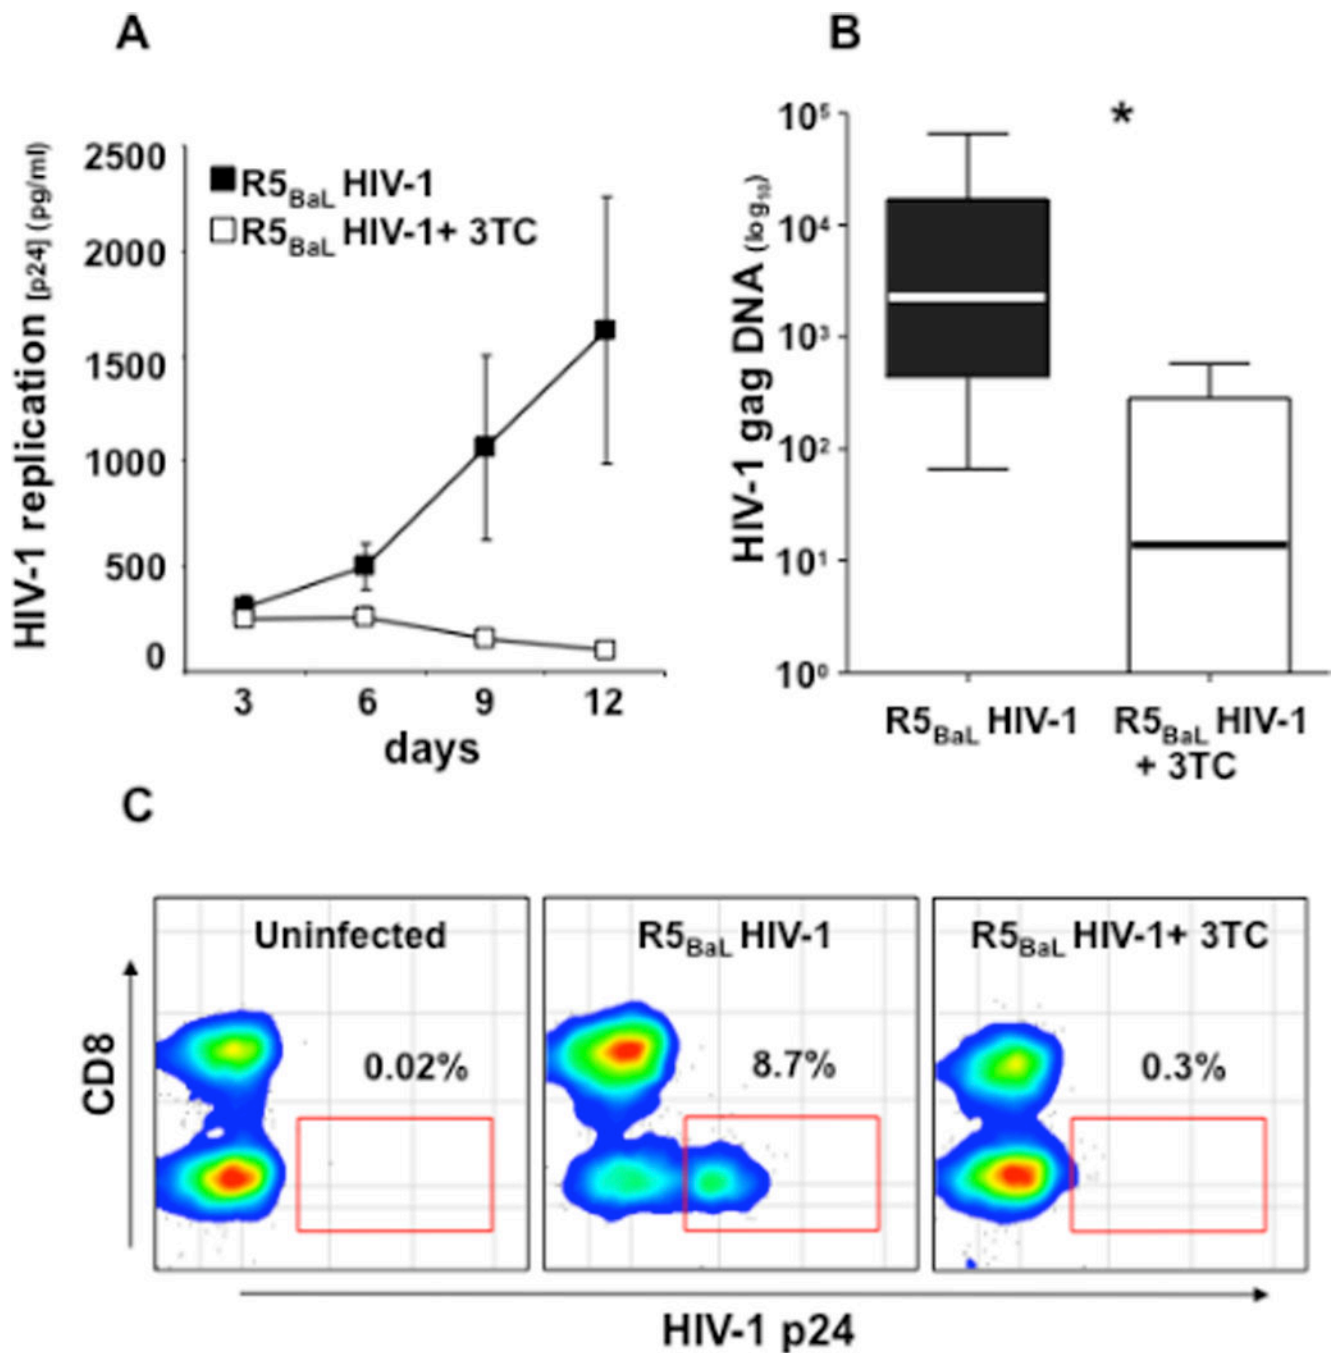 A
HIV-1 replication [p24] (pg/ml)
2500
2000
1500
1000
500
0
R5BaL HIV-1
R5BaL HIV-1+ 3TC
3 6 9 12
days
B
*
HIV-1 gag DNA (log10)
10⁵
10⁴
10³
10²
10¹
10⁰
R5BaL HIV-1
R5BaL HIV-1
+ 3TC
C
CD8
Uninfected
0.02%
R5BaL HIV-1
8.7%
R5BaL HIV-1+ 3TC
0.3%
HIV-1 p24